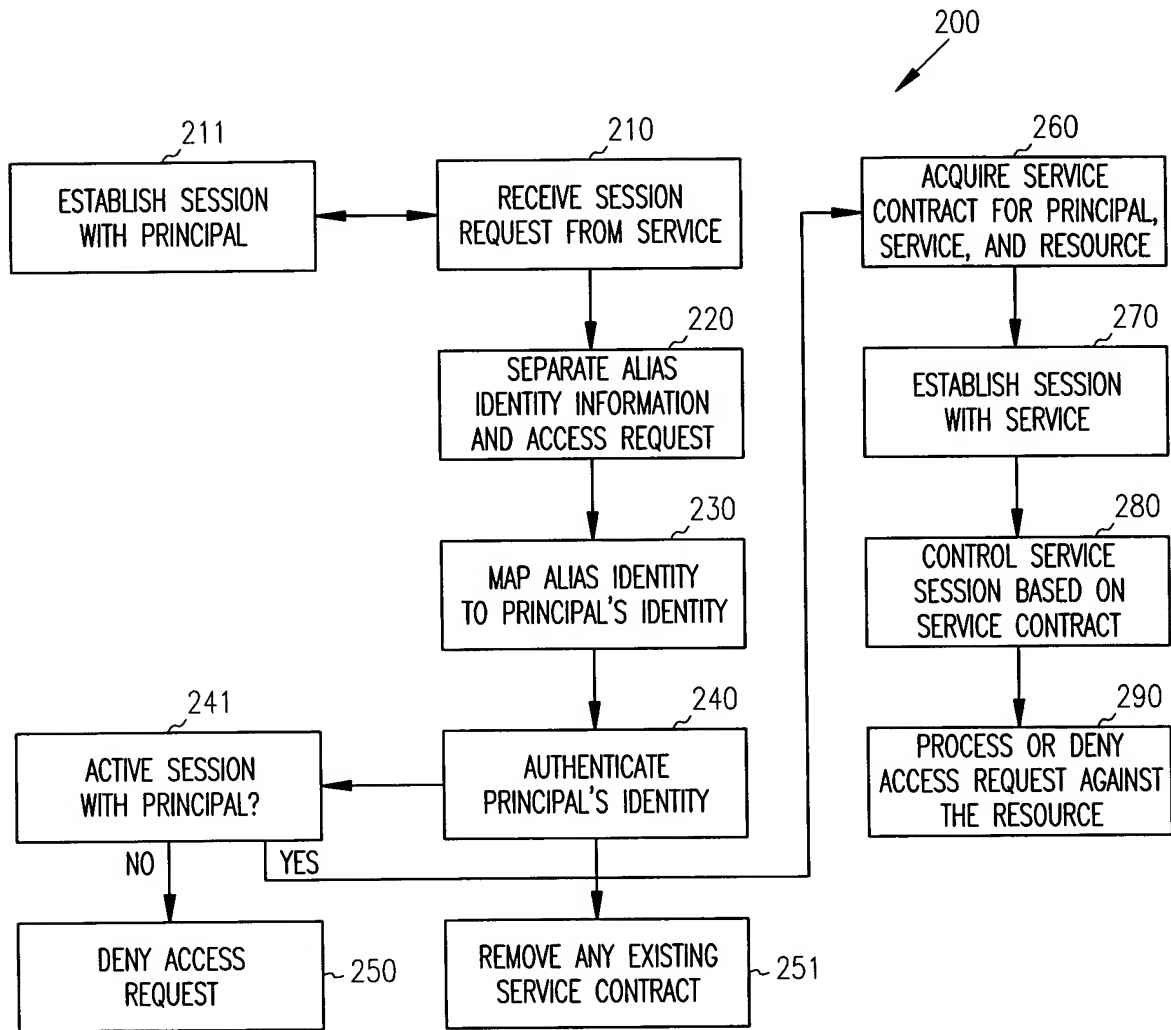 200
211
ESTABLISH SESSION
WITH PRINCIPAL
210
RECEIVE SESSION
REQUEST FROM SERVICE
260
ACQUIRE SERVICE
CONTRACT FOR PRINCIPAL,
SERVICE, AND RESOURCE
220
SEPARATE ALIAS
IDENTITY INFORMATION
AND ACCESS REQUEST
270
ESTABLISH SESSION
WITH SERVICE
230
MAP ALIAS IDENTITY
TO PRINCIPAL'S IDENTITY
280
CONTROL SERVICE
SESSION BASED ON
SERVICE CONTRACT
241
ACTIVE SESSION
WITH PRINCIPAL?
NO
YES
240
AUTHENTICATE
PRINCIPAL'S IDENTITY
290
PROCESS OR DENY
ACCESS REQUEST AGAINST
THE RESOURCE
DENY ACCESS
REQUEST
250
REMOVE ANY EXISTING
SERVICE CONTRACT
251